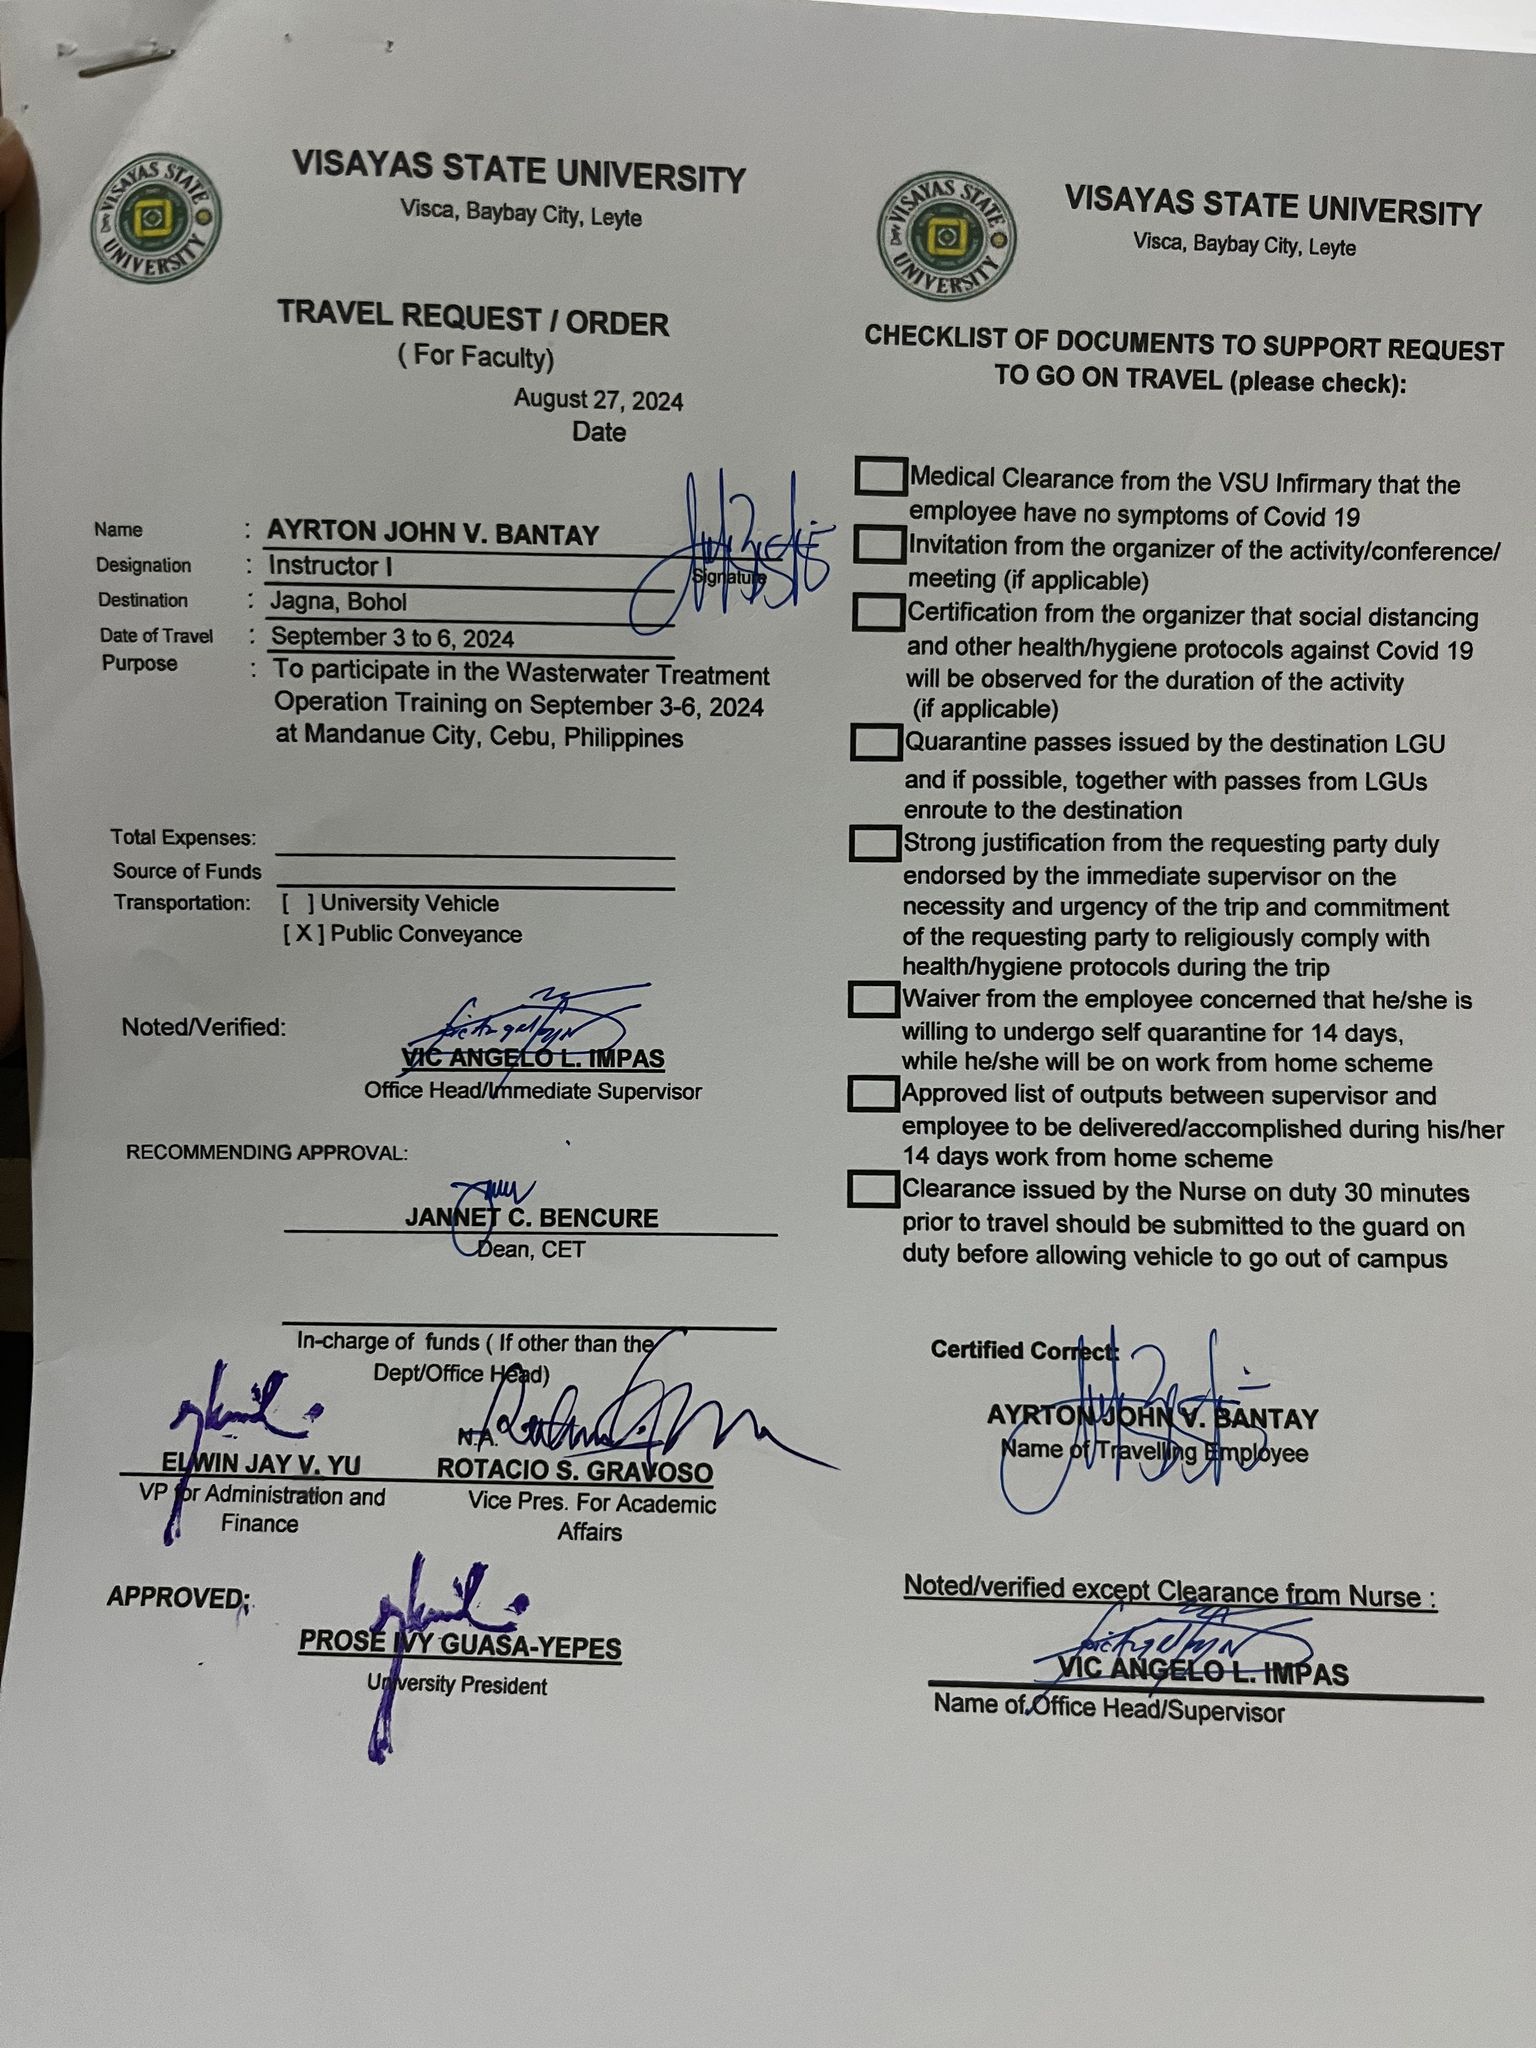 VISAYAS STATE UNIVERSITY
Visca, Baybay City, Leyte
VISAYAS STATE UNIVERSITY
TRAVEL REQUEST / ORDER
( For Faculty)
August 27, 2024
Date
Name : AYRTON JOHN V. BANTAY
Signature
Designation : Instructor I
Destination : Jagna, Bohol
Date of Travel : September 3 to 6, 2024
Purpose : To participate in the Wasterwater Treatment
Operation Training on September 3-6, 2024
at Mandanue City, Cebu, Philippines
Total Expenses:
Source of Funds
Transportation: [ ] University Vehicle
[ X ] Public Conveyance
Noted/Verified:
VIC ANGELO L. IMPAS
Office Head/Immediate Supervisor
RECOMMENDING APPROVAL:
JANNET C. BENCURE
Dean, CET
In-charge of funds ( If other than the
Dept/Office Head)
N.A.
ELWIN JAY V. YU
VP for Administration and
Finance
ROTACIO S. GRAVOSO
Vice Pres. For Academic
Affairs
APPROVED:
PROSE IVY GUASA-YEPES
University President
VISAYAS STATE UNIVERSITY
Visca, Baybay City, Leyte
VISAYAS STATE UNIVERSITY
CHECKLIST OF DOCUMENTS TO SUPPORT REQUEST
TO GO ON TRAVEL (please check):
Medical Clearance from the VSU Infirmary that the
employee have no symptoms of Covid 19
Invitation from the organizer of the activity/conference/
meeting (if applicable)
Certification from the organizer that social distancing
and other health/hygiene protocols against Covid 19
will be observed for the duration of the activity
(if applicable)
Quarantine passes issued by the destination LGU
and if possible, together with passes from LGUs
enroute to the destination
Strong justification from the requesting party duly
endorsed by the immediate supervisor on the
necessity and urgency of the trip and commitment
of the requesting party to religiously comply with
health/hygiene protocols during the trip
Waiver from the employee concerned that he/she is
willing to undergo self quarantine for 14 days,
while he/she will be on work from home scheme
Approved list of outputs between supervisor and
employee to be delivered/accomplished during his/her
14 days work from home scheme
Clearance issued by the Nurse on duty 30 minutes
prior to travel should be submitted to the guard on
duty before allowing vehicle to go out of campus
Certified Correct:
AYRTON JOHN V. BANTAY
Name of Travelling Employee
Noted/verified except Clearance from Nurse :
VIC ANGELO L. IMPAS
Name of Office Head/Supervisor